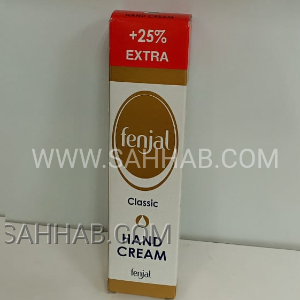 +25%
EXTRA
fenjal
WWW.SAHHAB.COM
Classic
SAHHAB.COM
HAND
CREAM
fenjal